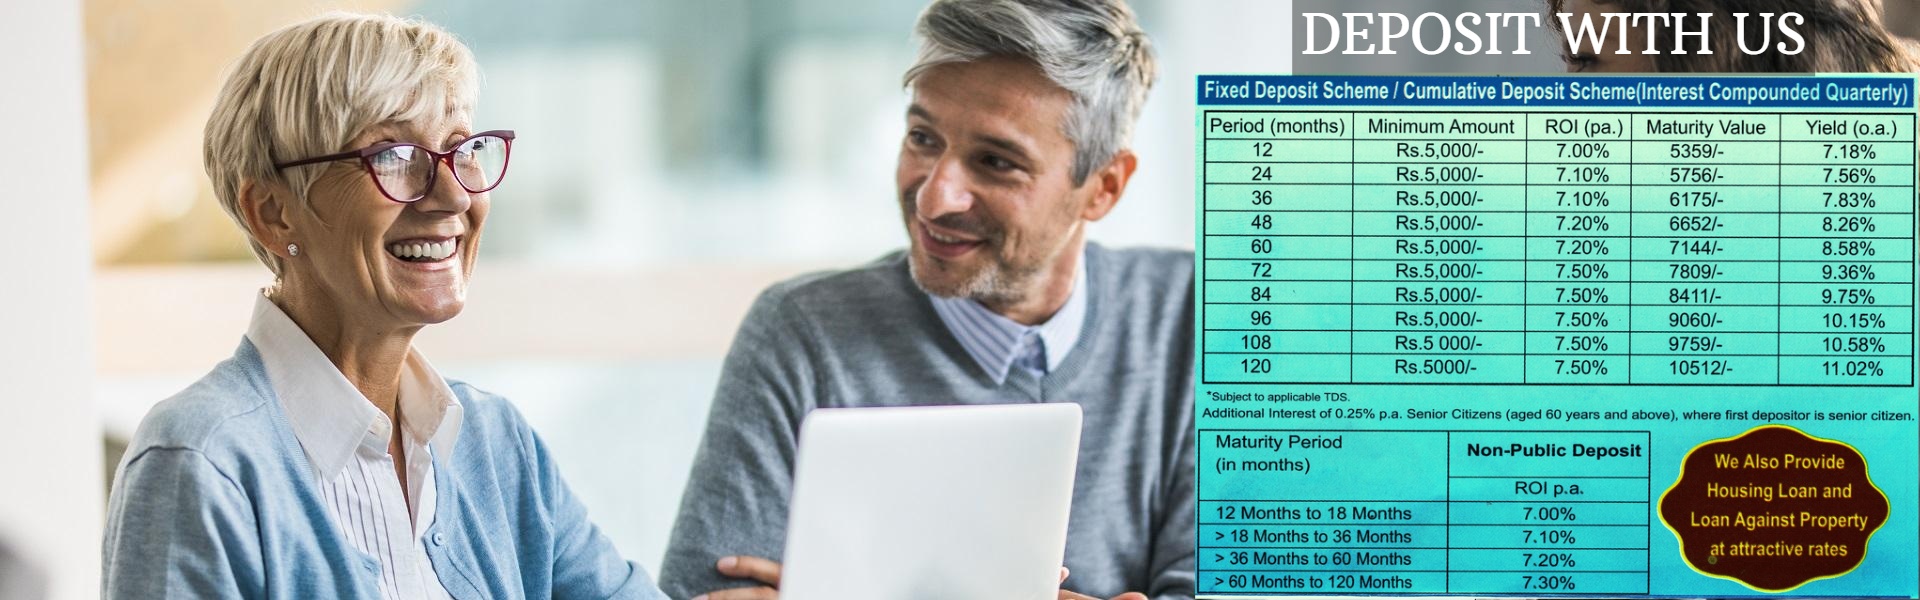 DEPOSIT WITH US
Fixed Deposit Scheme / Cumulative Deposit Scheme(Interest Compounded Quarterly)
Period (months) Minimum Amount ROI (pa.) Maturity Value Yield (o.a.)
12 Rs.5,000/- 7.00% 5359/- 7.18%
24 Rs.5,000/- 7.10% 5756/- 7.56%
36 Rs.5,000/- 7.10% 6175/- 7.83%
48 Rs.5,000/- 7.20% 6652/- 8.26%
60 Rs.5,000/- 7.20% 7144/- 8.58%
72 Rs.5,000/- 7.50% 7809/- 9.36%
84 Rs.5,000/- 7.50% 8411/- 9.75%
96 Rs.5,000/- 7.50% 9060/- 10.15%
108 Rs.5 000/- 7.50% 9759/- 10.58%
120 Rs.5000/- 7.50% 10512/- 11.02%
*Subject to applicable TDS.
Additional Interest of 0.25% p.a. Senior Citizens (aged 60 years and above), where first depositor is senior citizen.
Maturity Period
(in months)
Non-Public Deposit
ROI p.a.
12 Months to 18 Months 7.00%
> 18 Months to 36 Months 7.10%
> 36 Months to 60 Months 7.20%
> 60 Months to 120 Months 7.30%
We Also Provide
Housing Loan and
Loan Against Property
at attractive rates